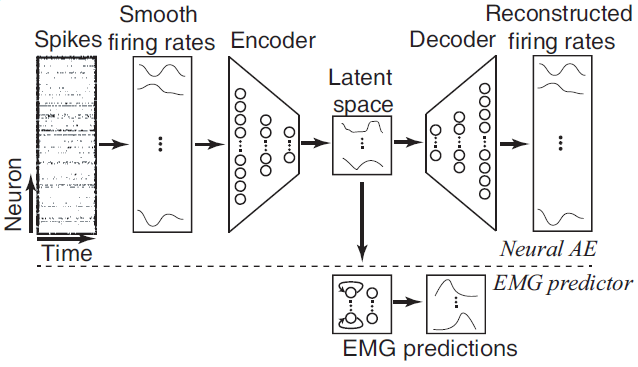 Smooth
Spikes firing rates
Encoder
Latent
space
Decoder
Reconstructed
firing rates
Neuron
Time
Neural AE
EMG predictor
EMG predictions